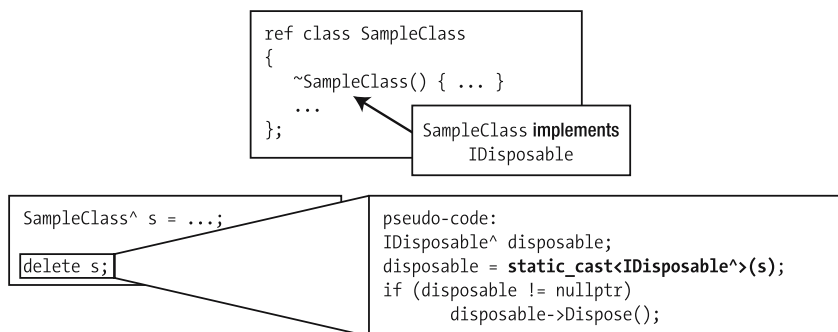 ref class SampleClass
{
~SampleClass() { ... }
...
};
SampleClass implements
IDisposable
SampleClass^ s = ...;
delete s;
pseudo-code:
IDisposable^ disposable;
disposable = static_cast<IDisposable^>(s);
if (disposable != nullptr)
disposable->Dispose();